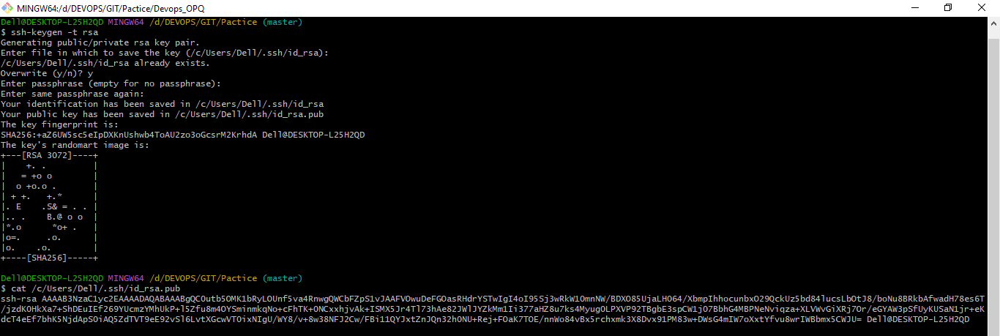 MINGW64:/d/DEVOPS/GIT/Pactice/Devops_OPQ
Dell@DESKTOP-L25H2QD MINGW64 /d/DEVOPS/GIT/Pactice (master)
$ ssh-keygen -t rsa
Generating public/private rsa key pair.
Enter file in which to save the key (/c/Users/Dell/.ssh/id_rsa):
/c/Users/Dell/.ssh/id_rsa already exists.
Overwrite (y/n)? y
Enter passphrase (empty for no passphrase):
Enter same passphrase again:
Your identification has been saved in /c/Users/Dell/.ssh/id_rsa
Your public key has been saved in /c/Users/Dell/.ssh/id_rsa.pub
The key fingerprint is:
SHA256:+aZ6UW5sc5eIpDXKnUshwb4ToAU2zo3oGcsrM2KrhdA Dell@DESKTOP-L25H2QD
The key's randomart image is:
+---[RSA 3072]----+
|    +. .         |
|   = +o o        |
|  o +o.o .       |
| + +.   +.*      |
|. E    .S& = . . |
|.. .    B.@ o o  |
|*.o      *o+ .   |
|o=.     .o.      |
|o.    .o.        |
+----[SHA256]-----+
Dell@DESKTOP-L25H2QD MINGW64 /d/DEVOPS/GIT/Pactice (master)
$ cat /c/Users/Dell/.ssh/id_rsa.pub
ssh-rsa AAAAB3NzaC1yc2EAAAADAQABAAABgQCOutb5OMK1bRyLOUnf5va4RnwgQWCbFZpS1vJAAFVOwuDeFGOasRHdrYSTwIgI4oI95Sj3wRkW1OmnNW/BDXO85UjaLHO64/XbmpIhhocunbxO29QckUz5bd84lucsLbOtJ8/boNu8BRkbAfwadH78es6T
/jzdKOHkXa7+ShDEuIEf269YUcmzYMhUkP+l5Zfu8m4OYSminmkqNo+cFhTK+ONCxxhjvAk+ISMX5Jr4Tl73hAe82JWlJYZkMm1Ii377aHZ8u7ks4MyugOLPXVP92TBgbE3spCW1jO7BbhG4MBPNeNviqza+XLVWvGiXRj7Or/eGYAW3pSfUyKUSaN1jr+eK
dcT4eEf7bhK5NjdApSOiAQ5ZdTVT9eE92vSl6LvtXGcwVTOixNIgU/WY8/v+8w38NFJ2Cw/FBi11QYJxtZnJQn32hONU+Rej+FOaK7TOE/nnWo84vBx5rchxmk3X8Dvx91PM83w+DWsG4mIW7oXxtYfvu8wrIWBbmx5CWJU= Dell@DESKTOP-L25H2QD